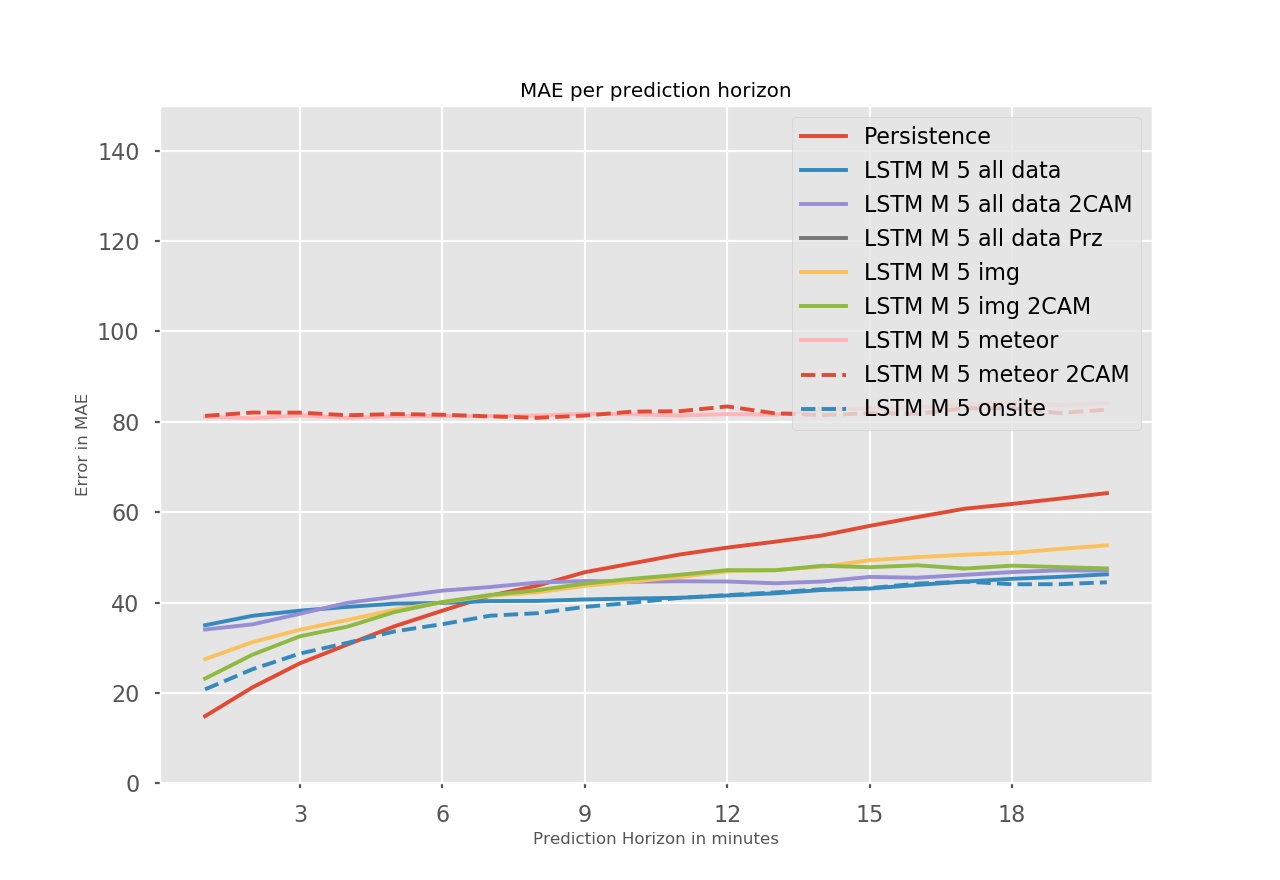 MAE per prediction horizon
Persistence
LSTM M 5 all data
LSTM M 5 all data 2CAM
LSTM M 5 all data Prz
LSTM M 5 img
LSTM M 5 img 2CAM
LSTM M 5 meteor
LSTM M 5 meteor 2CAM
LSTM M 5 onsite
140
120
100
80
60
40
20
0
Error in MAE
3 6 9 12 15 18
Prediction Horizon in minutes